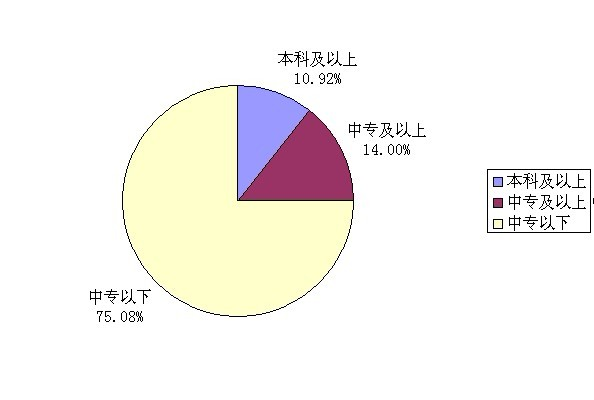 本科及以上
10.92%
中专及以上
14.00%
中专以下
75.08%
本科及以上
中专及以上
中专以下